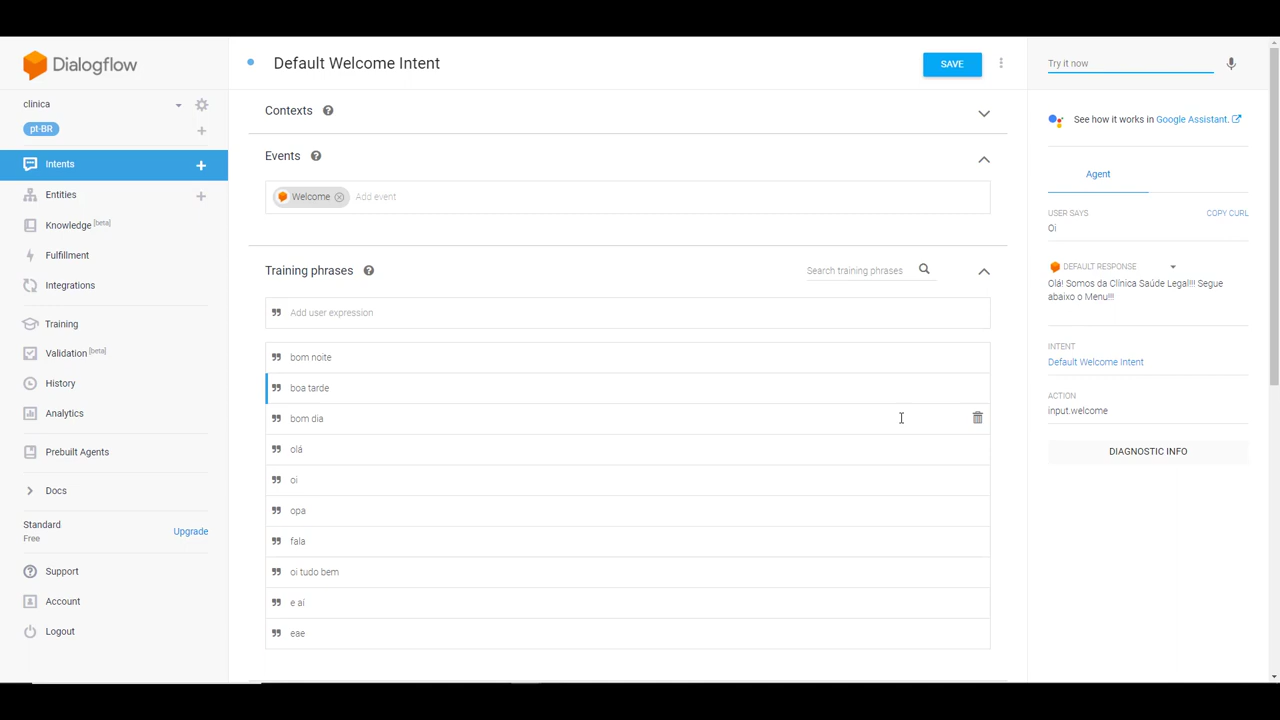 Dialogflow
clinica
pt-BR
Intents
Entities
Knowledge [beta]
Fulfillment
Integrations
Training
Validation [beta]
History
Analytics
Prebuilt Agents
Docs
Standard
Free
Upgrade
Support
Account
Logout
Default Welcome Intent
SAVE
Contexts
Events
Welcome
Add event
Training phrases
Search training phrases
Add user expression
bom noite
boa tarde
bom dia
olá
oi
opa
fala
oi tudo bem
e aí
eae
Try it now
See how it works in Google Assistant.
Agent
USER SAYS
COPY CURL
Oi
DEFAULT RESPONSE
Olá! Somos da Clínica Saúde Legal!!! Segue
abaixo o Menu!!!
INTENT
Default Welcome Intent
ACTION
input.welcome
DIAGNOSTIC INFO